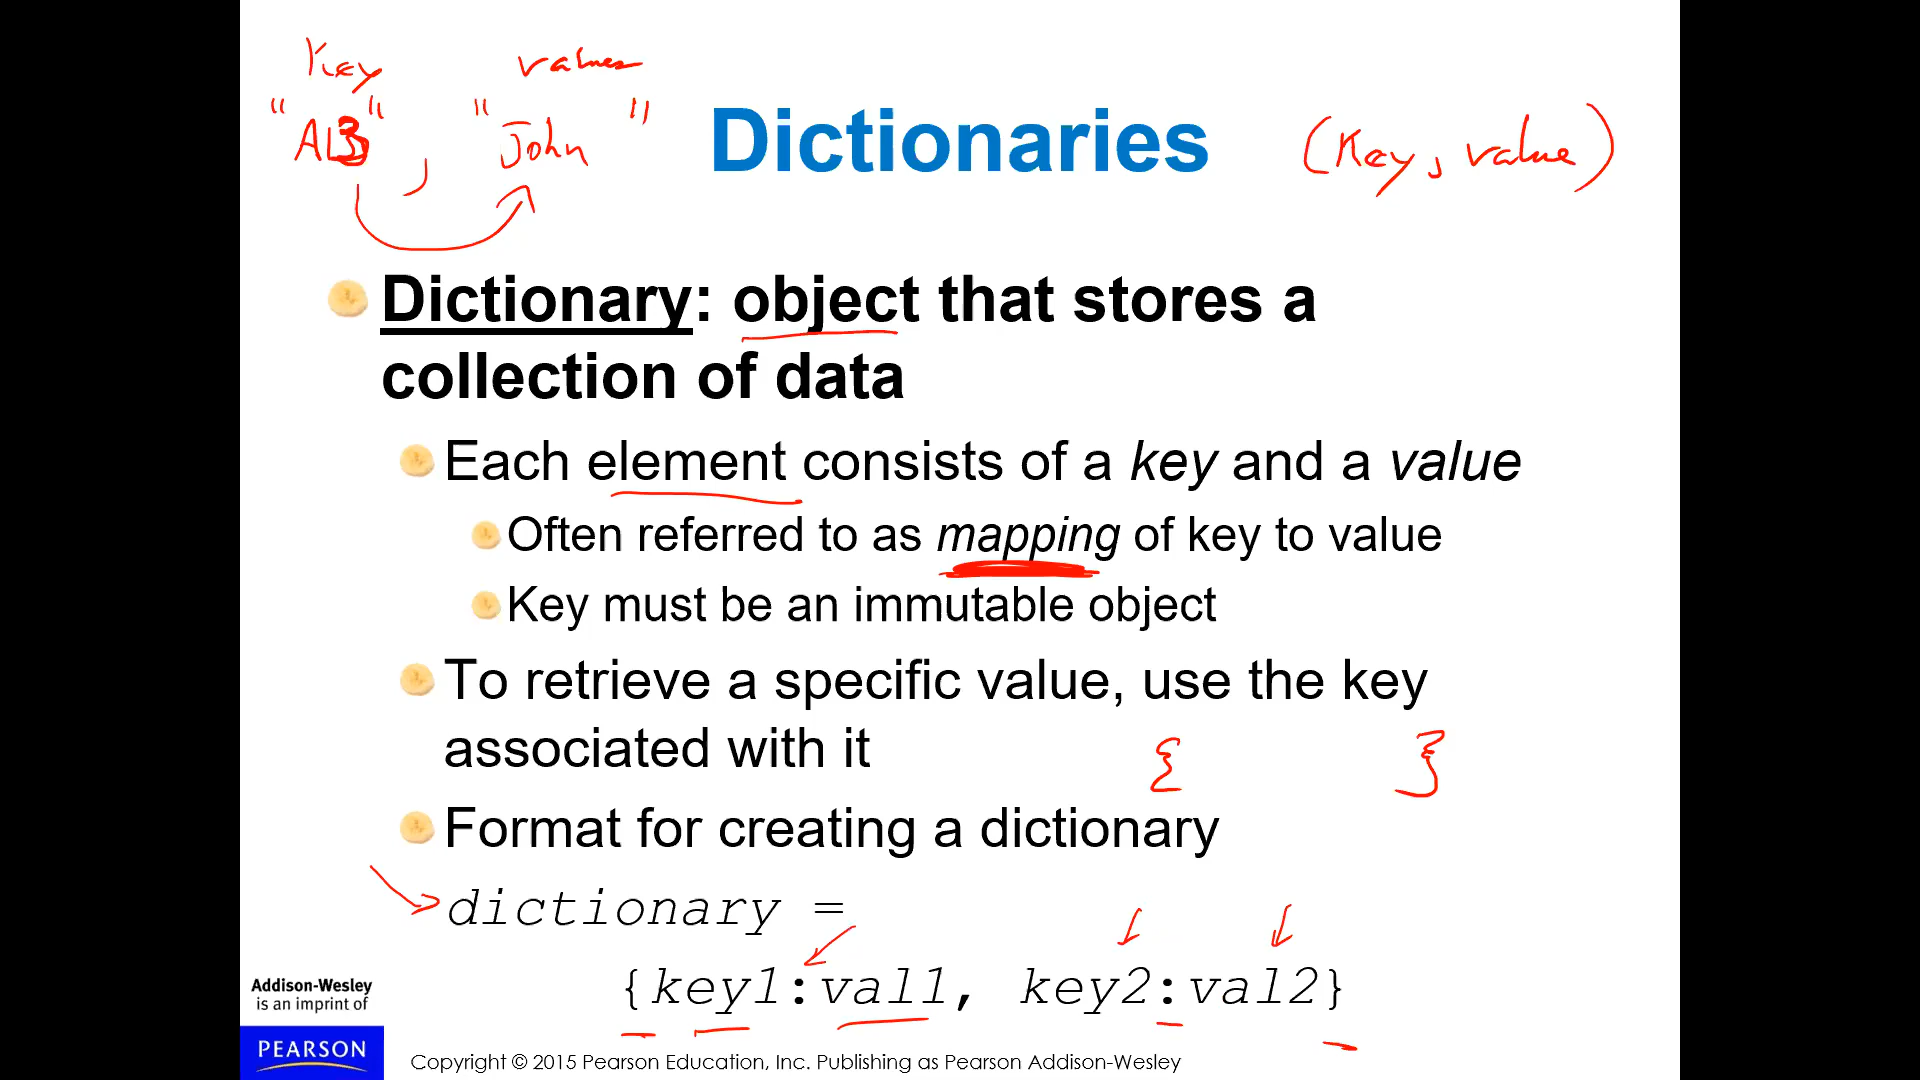 Key values
"AL3" , "John"
Dictionaries
(Key, value)
Dictionary: object that stores a
collection of data
Each element consists of a key and a value
Often referred to as mapping of key to value
Key must be an immutable object
To retrieve a specific value, use the key
associated with it
{ }
Format for creating a dictionary
dictionary =
{key1:val1, key2:val2}
Addison-Wesley
is an imprint of
PEARSON
Copyright © 2015 Pearson Education, Inc. Publishing as Pearson Addison-Wesley